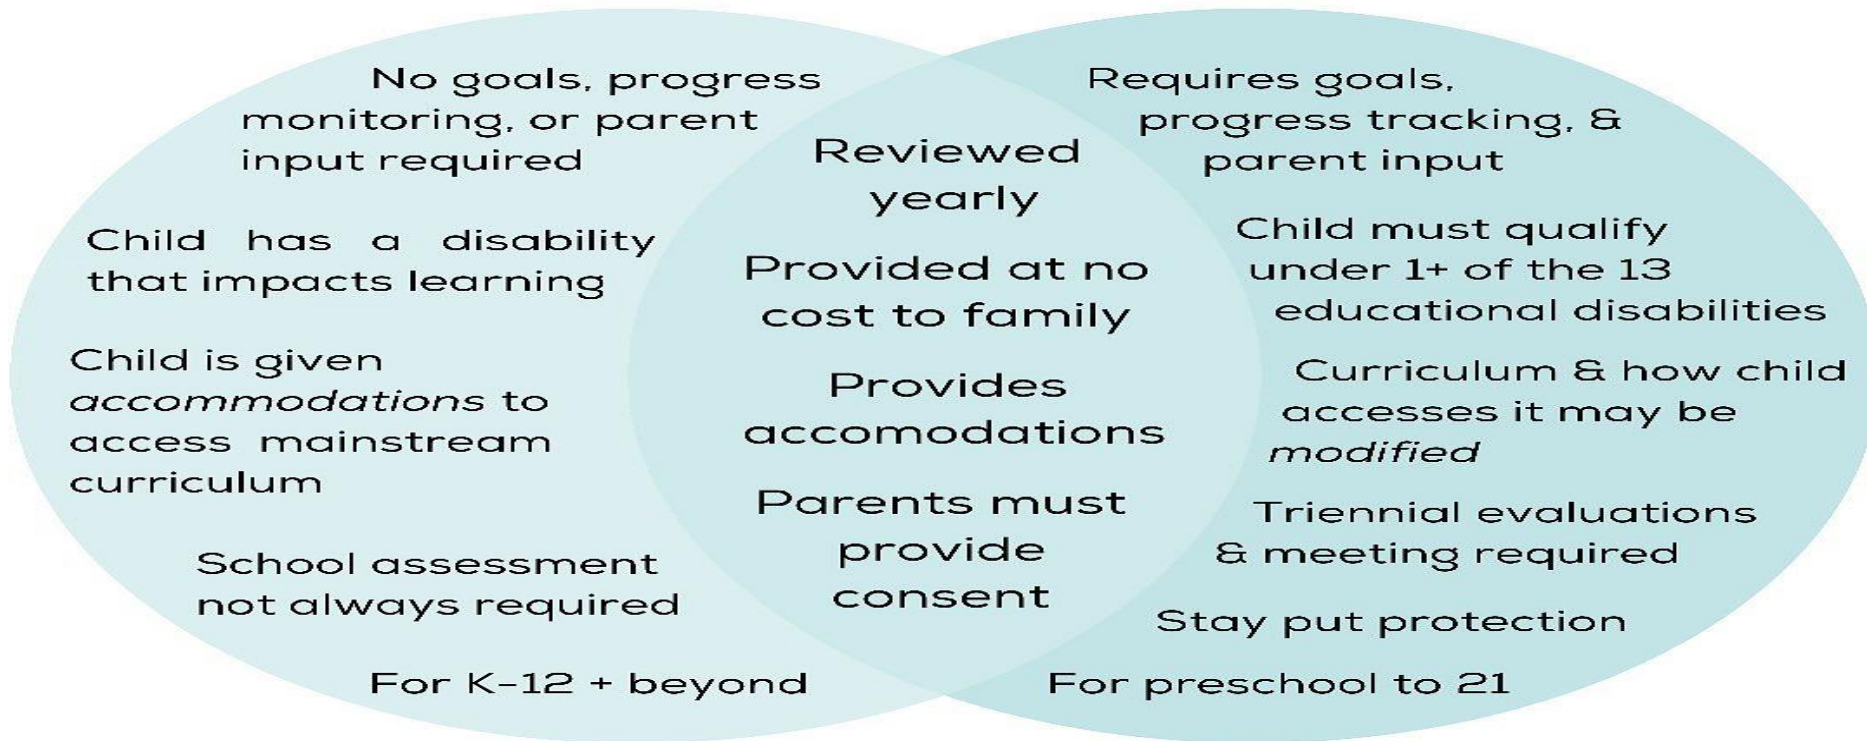 No goals, progress
monitoring, or parent
input required
Child has a disability
that impacts learning
Child is given
accommodations to
access mainstream
curriculum
School assessment
not always required
For K-12 + beyond
Reviewed
yearly
Provided at no
cost to family
Provides
accomodations
Parents must
provide
consent
Requires goals,
progress tracking, &
parent input
Child must qualify
under 1+ of the 13
educational disabilities
Curriculum & how child
accesses it may be
modified
Triennial evaluations
& meeting required
Stay put protection
For preschool to 21